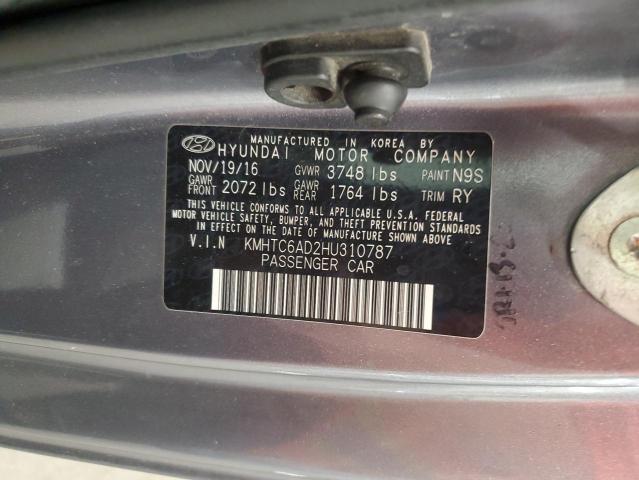 MANUFACTURED IN KOREA BY
HYUNDAI MOTOR COMPANY
NOV/19/16 GVWR 3748 lbs PAINT N9S
GAWR FRONT 2072 lbs GAWR REAR 1764 lbs TRIM RY
THIS VEHICLE CONFORMS TO ALL APPLICABLE U.S.A. FEDERAL
MOTOR VEHICLE SAFETY, BUMPER, AND THEFT PREVENTION STANDARDS
IN EFFECT ON THE DATE OF MANUFACTURE SHOWN ABOVE.
V.I.N KMHTC6AD2HU310787
PASSENGER CAR